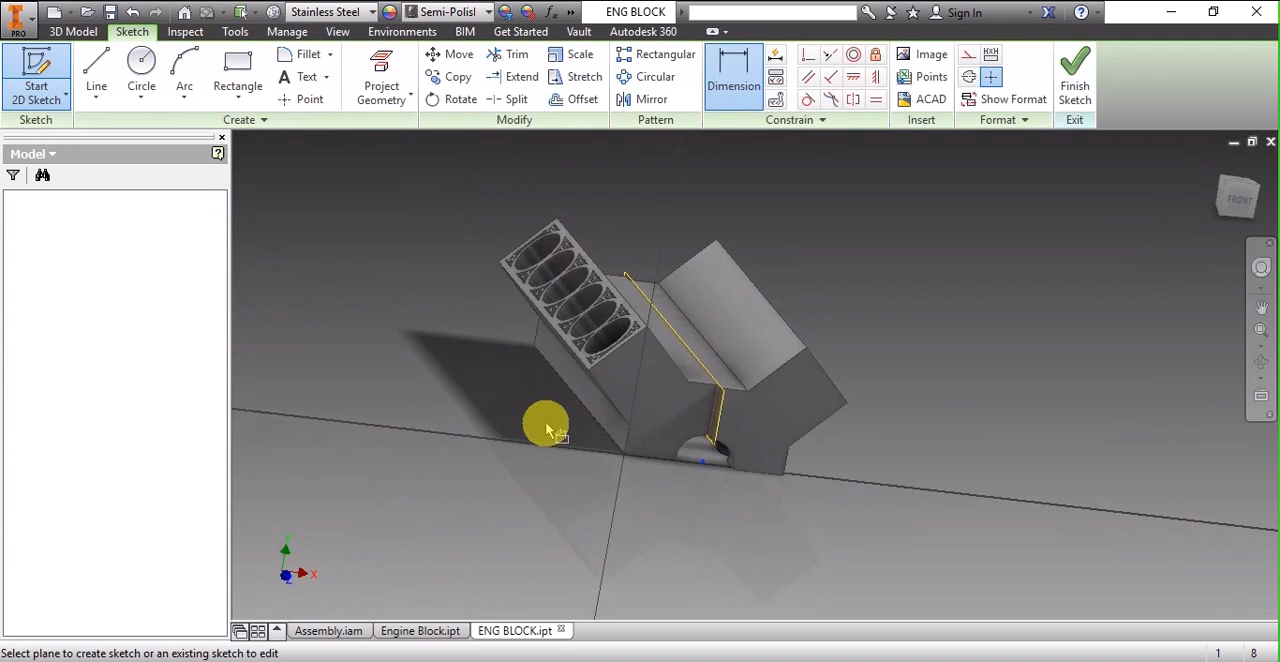 PRO
Stainless Steel
Semi-Polisl
fx
ENG BLOCK
Sign In
3D Model
Sketch
Inspect
Tools
Manage
View
Environments
BIM
Get Started
Vault
Autodesk 360
Start
2D Sketch
Line
Circle
Arc
Rectangle
Fillet
Text
Point
Project
Geometry
Move
Copy
Rotate
Trim
Extend
Split
Scale
Stretch
Offset
Rectangular
Circular
Mirror
Dimension
Image
Points
ACAD
Show Format
Finish
Sketch
Sketch
Create
Modify
Pattern
Constrain
Insert
Format
Exit
Model
FRONT
Y
X
Z
Assembly.iam
Engine Block.ipt
ENG BLOCK.ipt
Select plane to create sketch or an existing sketch to edit
1
8